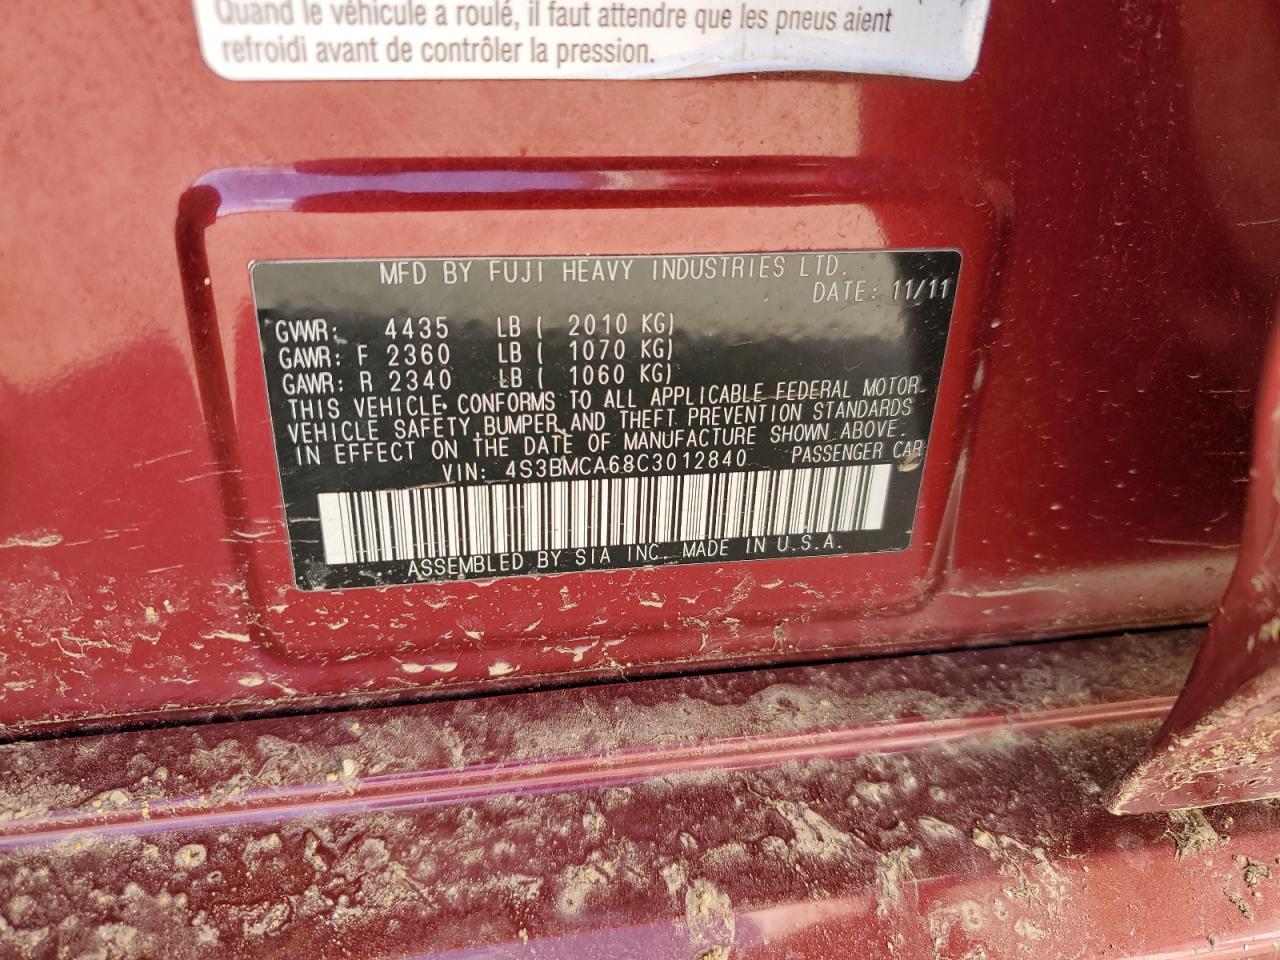 Quand le véhicule a roulé, il faut attendre que les pneus aient
refroidi avant de contrôler la pression.
MFD BY FUJI HEAVY INDUSTRIES LTD.
DATE: 11/11
GVWR: 4435 LB ( 2010 KG)
GAWR: F 2360 LB ( 1070 KG)
GAWR: R 2340 LB ( 1060 KG)
THIS VEHICLE CONFORMS TO ALL APPLICABLE FEDERAL MOTOR
VEHICLE SAFETY, BUMPER AND THEFT PREVENTION STANDARDS
IN EFFECT ON THE DATE OF MANUFACTURE SHOWN ABOVE.
VIN: 4S3BMCA68C3012840 PASSENGER CAR
ASSEMBLED BY SIA INC. MADE IN U.S.A.